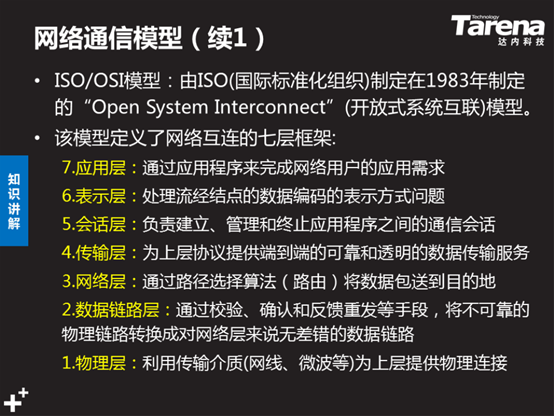 网络通信模型（续1）
Technology
Tarena
达内科技
• ISO/OSI模型：由ISO(国际标准化组织)制定在1983年制定
的“Open System Interconnect”(开放式系统互联)模型。
• 该模型定义了网络互连的七层框架:
知识讲解
7.应用层：通过应用程序来完成网络用户的应用需求
6.表示层：处理流经结点的数据编码的表示方式问题
5.会话层：负责建立、管理和终止应用程序之间的通信会话
4.传输层：为上层协议提供端到端的可靠和透明的数据传输服务
3.网络层：通过路径选择算法（路由）将数据包送到目的地
2.数据链路层：通过校验、确认和反馈重发等手段，将不可靠的
物理链路转换成对网络层来说无差错的数据链路
1.物理层：利用传输介质(网线、微波等)为上层提供物理连接